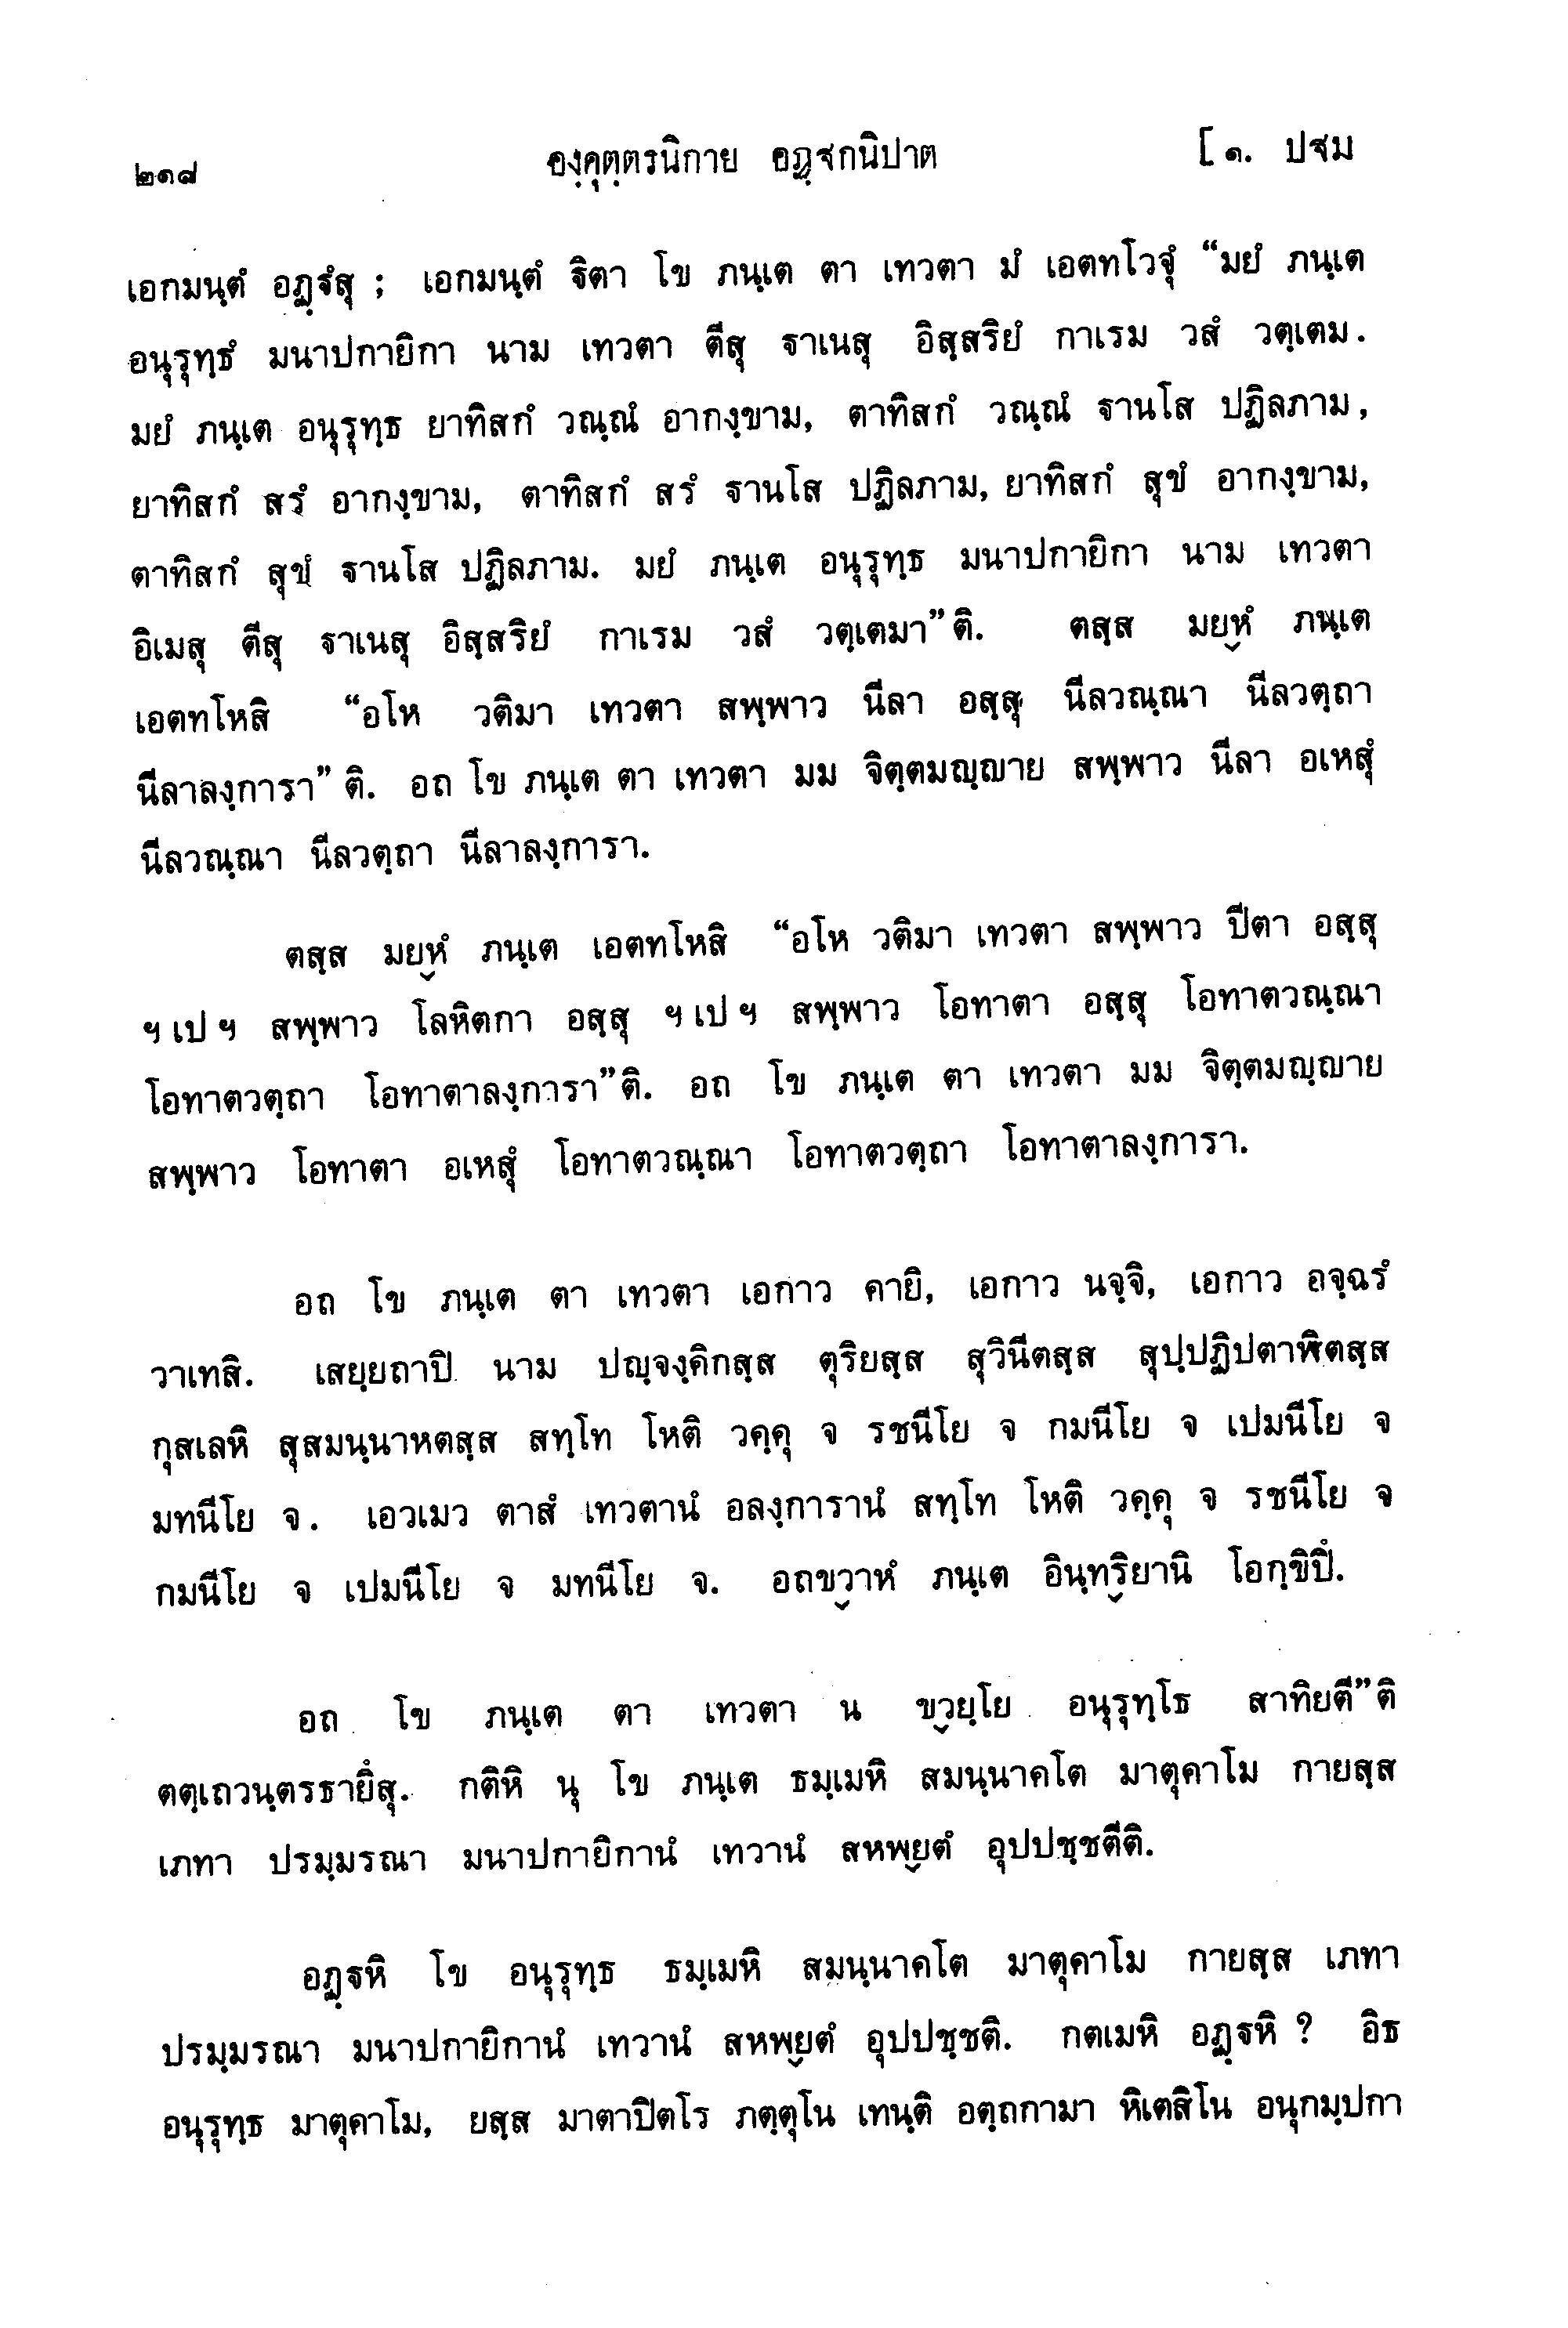 ๒๑๘ องฺคุตฺตรนิกาย อฏฺฐกนิปาต [ ๑. ปฐม
เอกมนฺตํ อฏฺฐํสุ ; เอกมนฺตํ ฐิตา โข ภนฺเต ตา เทวตา มํ เอตทโวจุํ “มยํ ภนฺเต
อนุรุทฺธํ มนาปกายิกา นาม เทวตา ตีสุ ฐาเนสุ อิสฺสริยํ กาเรม วสํ วตฺเตม.
มยํ ภนฺเต อนุรุทฺธ ยาทิสกํ วณฺณํ อากงฺขาม, ตาทิสกํ วณฺณํ ฐานโส ปฏิลภาม,
ยาทิสกํ สรํ อากงฺขาม, ตาทิสกํ สรํ ฐานโส ปฏิลภาม, ยาทิสกํ สุขํ อากงฺขาม,
ตาทิสกํ สุขํ ฐานโส ปฏิลภาม. มยํ ภนฺเต อนุรุทฺธ มนาปกายิกา นาม เทวตา
อิเมสุ ตีสุ ฐาเนสุ อิสฺสริยํ กาเรม วสํ วตฺเตมา” ติ. ตสฺส มยฺหํ ภนฺเต
เอตทโหสิ “อโห วติมา เทวตา สพฺพาว นีลา อสฺสุ นีลวณฺณา นีลวตฺถา
นีลาลงฺการา” ติ. อถ โข ภนฺเต ตา เทวตา มม จิตฺตมญฺญาย สพฺพาว นีลา อเหสุํ
นีลวณฺณา นีลวตฺถา นีลาลงฺการา.
ตสฺส มยฺหํ ภนฺเต เอตทโหสิ “อโห วติมา เทวตา สพฺพาว ปีตา อสฺสุ
ฯ เป ฯ สพฺพาว โลหิตกา อสฺสุ ฯ เป ฯ สพฺพาว โอทาตา อสฺสุ โอทาตวณฺณา
โอทาตวตฺถา โอทาตาลงฺการา” ติ. อถ โข ภนฺเต ตา เทวตา มม จิตฺตมญฺญาย
สพฺพาว โอทาตา อเหสุํ โอทาตวณฺณา โอทาตวตฺถา โอทาตาลงฺการา.
อถ โข ภนฺเต ตา เทวตา เอกาว คายิ, เอกาว นจฺจิ, เอกาว อจฺฉรํ
วาเทสิ. เสยฺยถาปิ นาม ปญฺจงฺคิกสฺส ตุริยสฺส สุวินีตสฺส สุปฺปฏิปตาฬิตสฺส
กุสเลหิ สุสมนฺนาหตสฺส สทฺโท โหติ วคฺคุ จ รชนีโย จ กมนีโย จ เปมนีโย จ
มทนีโย จ. เอวเมว ตาสํ เทวตานํ อลงฺการานํ สทฺโท โหติ วคฺคุ จ รชนีโย จ
กมนีโย จ เปมนีโย จ มทนีโย จ. อถขฺวาหํ ภนฺเต อินฺทฺริยานิ โอกฺขิปึ.
อถ โข ภนฺเต ตา เทวตา น ขฺวยฺโย อนุรุทฺโธ สาทิยตี” ติ
ตตฺเถวนฺตรธายึสุ. กตีหิ นุ โข ภนฺเต ธมฺเมหิ สมนฺนาคโต มาตุคาโม กายสฺส
เภทา ปรมฺมรณา มนาปกายิกานํ เทวานํ สหพฺยตํ อุปปชฺชตีติ.
อฏฺฐหิ โข อนุรุทฺธ ธมฺเมหิ สมนฺนาคโต มาตุคาโม กายสฺส เภทา
ปรมฺมรณา มนาปกายิกานํ เทวานํ สหพฺยตํ อุปปชฺชติ. กตเมหิ อฏฺฐหิ ? อิธ
อนุรุทฺธ มาตุคาโม, ยสฺส มาตาปิตโร ภตฺตุโน เทนฺติ อตฺถกามา หิเตสิโน อนุกมฺปกา